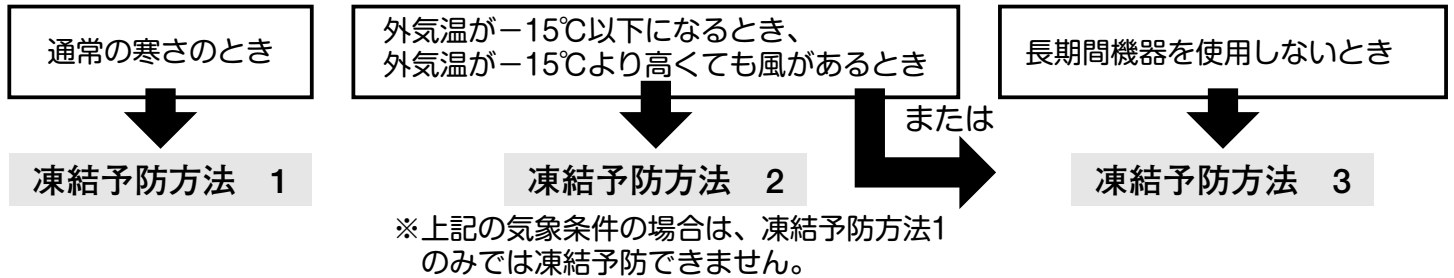 通常の寒さのとき
外気温が－15℃以下になるとき、
外気温が－15℃より高くても風があるとき
長期間機器を使用しないとき
または
凍結予防方法　1
凍結予防方法　2
凍結予防方法　3
※上記の気象条件の場合は、凍結予防方法1
のみでは凍結予防できません。